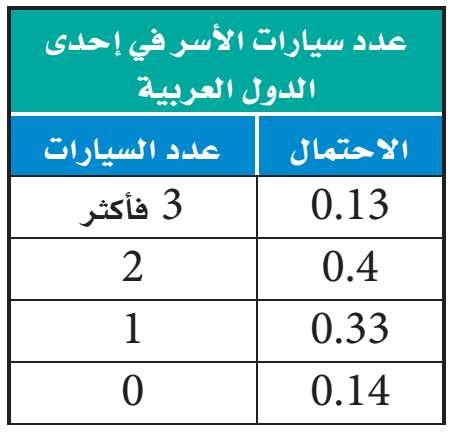 عدد سيارات الأسر في إحدى
الدول العربية
الاحتمال عدد السيارات
0.13 3 فأكثر
0.4 2
0.33 1
0.14 0